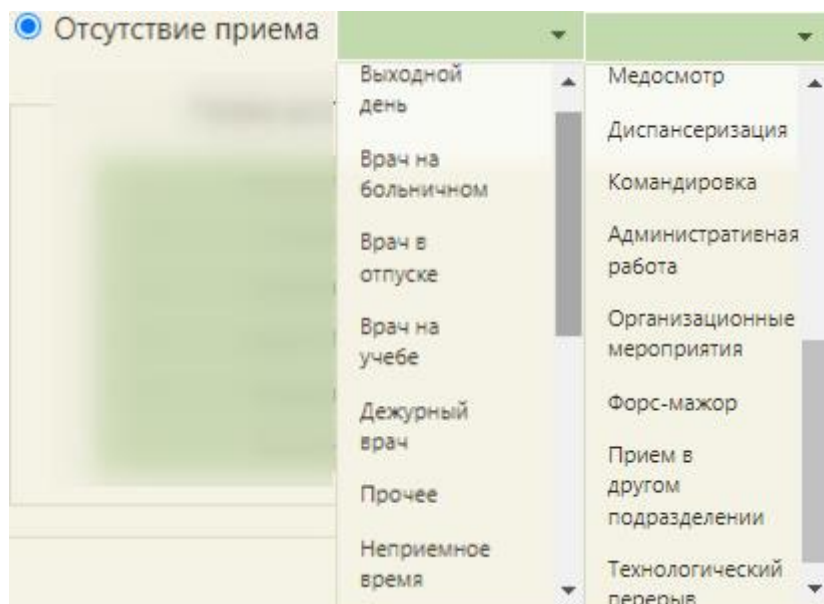 Отсутствие приема
Выходной
день
Врач на
больничном
Врач в
отпуске
Врач на
учебе
Дежурный
врач
Прочее
Неприемное
время
Медосмотр
Диспансеризация
Командировка
Административная
работа
Организационные
мероприятия
Форс-мажор
Прием в
другом
подразделении
Технологический
перерыв